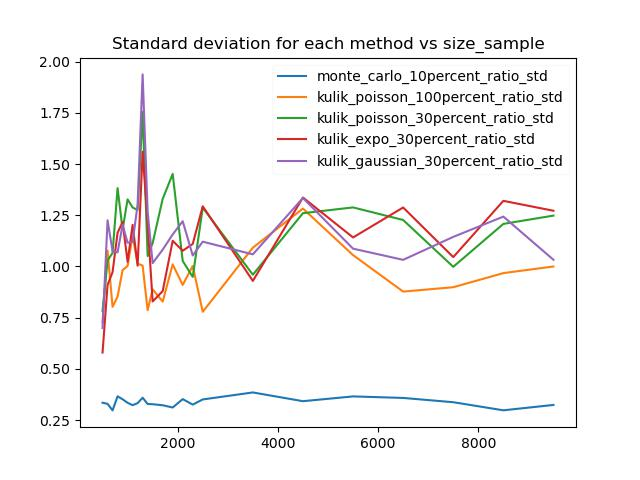 Standard deviation for each method vs size_sample
2.00
1.75
1.50
1.25
1.00
0.75
0.50
0.25
monte_carlo_10percent_ratio_std
kulik_poisson_100percent_ratio_std
kulik_poisson_30percent_ratio_std
kulik_expo_30percent_ratio_std
kulik_gaussian_30percent_ratio_std
2000 4000 6000 8000